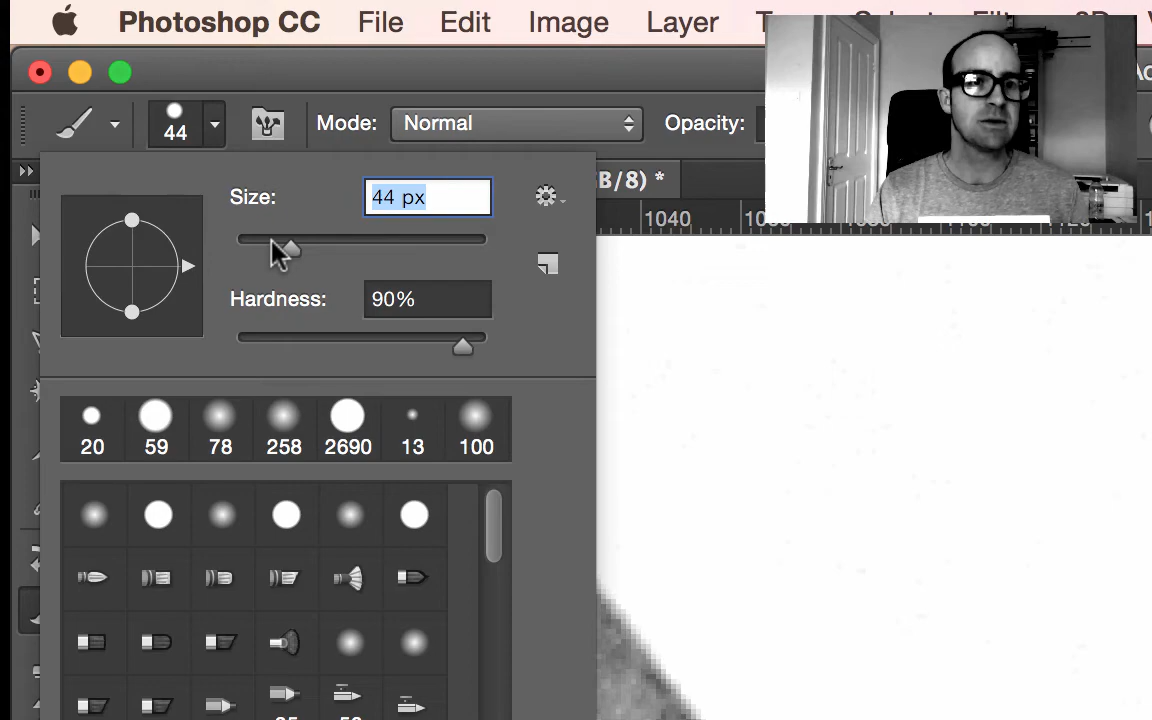 Photoshop CC File Edit Image Layer
44 Mode: Normal Opacity:
Size: 44 px
B/8) *
1040
Hardness: 90%
20 59 78 258 2690 13 100